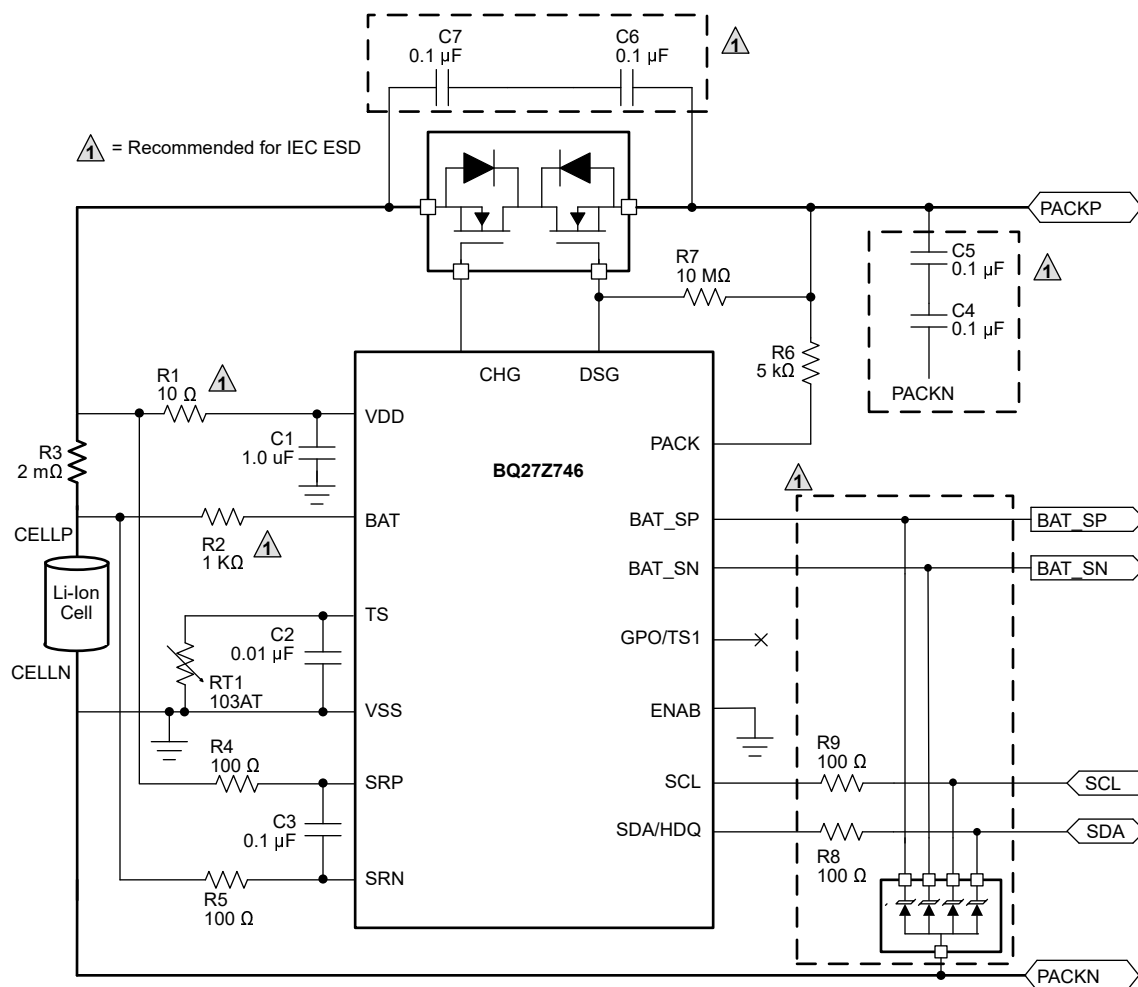 C7
0.1 µF
C6
0.1 µF
1
1 = Recommended for IEC ESD
PACKP
C5
0.1 µF
1
C4
0.1 µF
PACKN
R7
10 MΩ
R6
5 kΩ
CHG
DSG
R1
10 Ω
1
VDD
C1
1.0 uF
R3
2 mΩ
PACK
BQ27Z746
1
CELLP
R2
1 KΩ
1
BAT
BAT_SP
BAT_SP
BAT_SN
BAT_SN
Li-Ion
Cell
TS
C2
0.01 µF
GPO/TS1
CELLN
RT1
103AT
VSS
ENAB
R4
100 Ω
SRP
R9
100 Ω
SCL
SCL
C3
0.1 µF
SDA/HDQ
SDA
R8
100 Ω
R5
100 Ω
SRN
PACKN